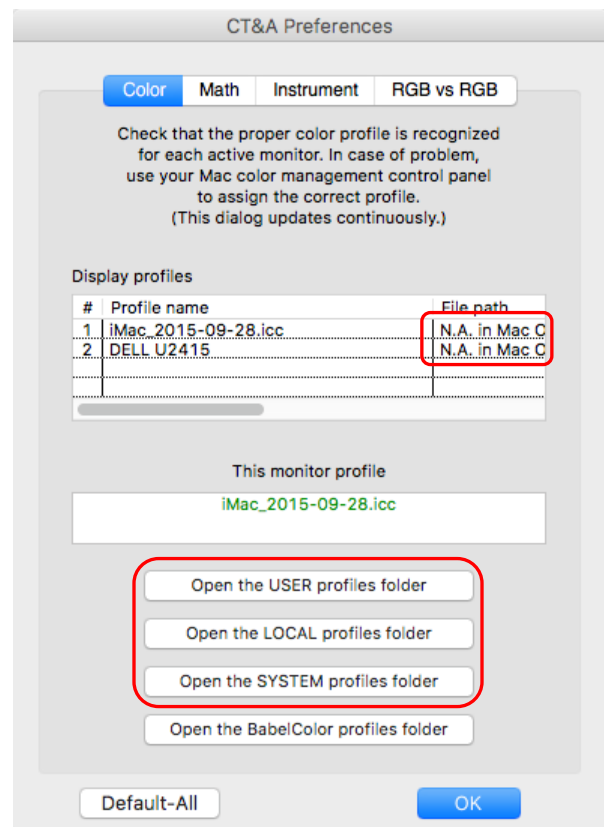 CT&A Preferences
Color Math Instrument RGB vs RGB
Check that the proper color profile is recognized
for each active monitor. In case of problem,
use your Mac color management control panel
to assign the correct profile.
(This dialog updates continuously.)
Display profiles
# Profile name File path
1 iMac_2015-09-28.icc N.A. in Mac O
2 DELL U2415 N.A. in Mac O
This monitor profile
iMac_2015-09-28.icc
Open the USER profiles folder
Open the LOCAL profiles folder
Open the SYSTEM profiles folder
Open the BabelColor profiles folder
Default-All OK